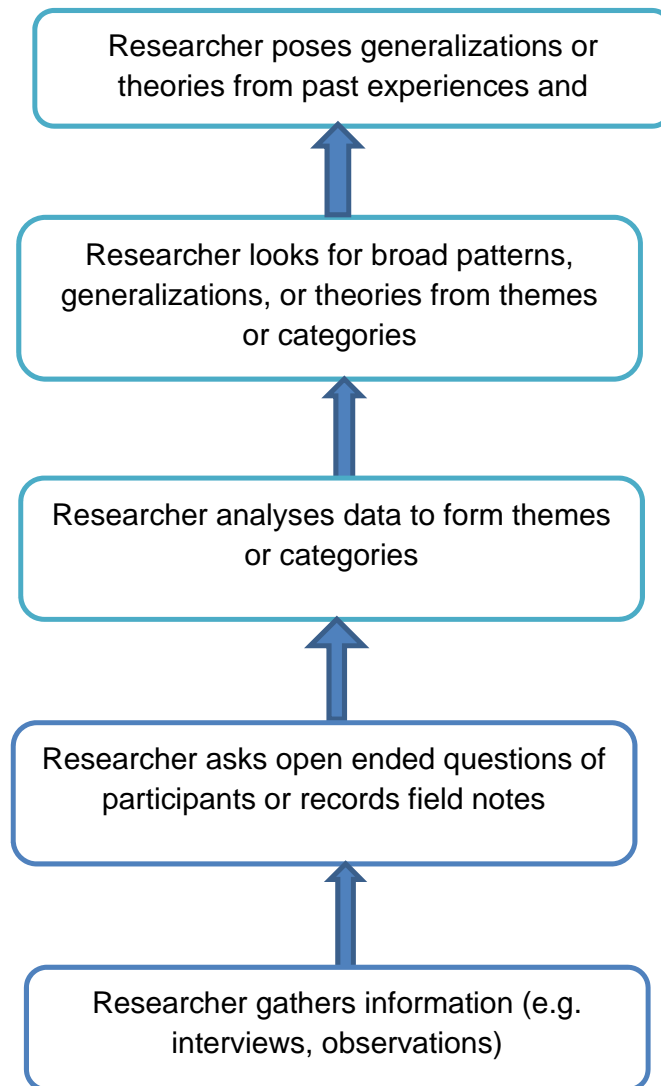 Researcher poses generalizations or
theories from past experiences and
Researcher looks for broad patterns,
generalizations, or theories from themes
or categories
Researcher analyses data to form themes
or categories
Researcher asks open ended questions of
participants or records field notes
Researcher gathers information (e.g.
interviews, observations)